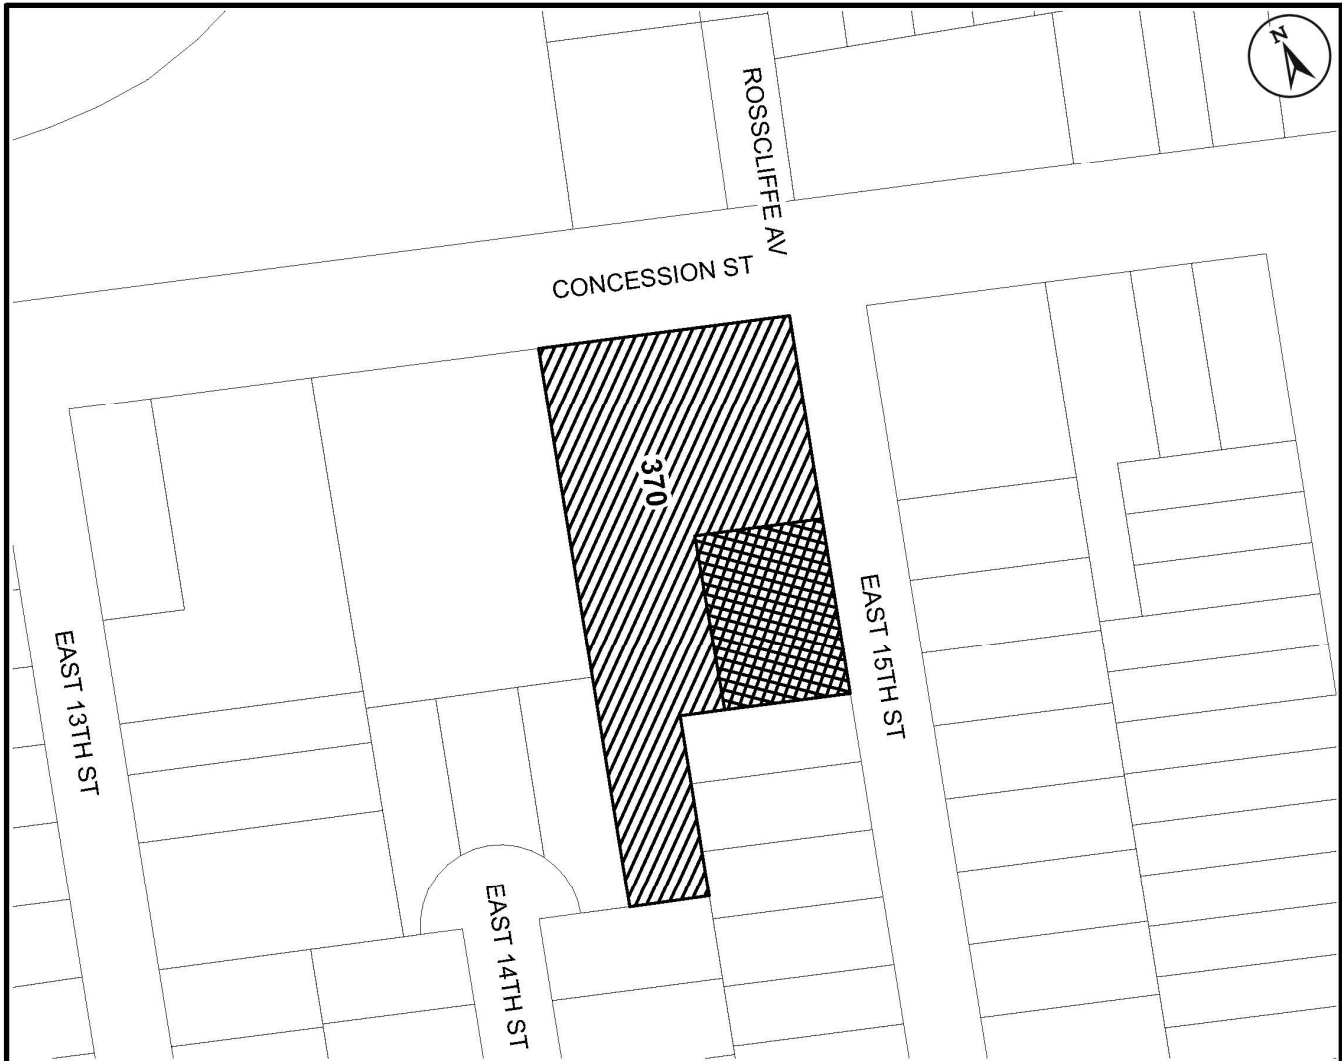 N
ROSSCLIFFE AV
CONCESSION ST
370
EAST 15TH ST
EAST 13TH ST
EAST 14TH ST